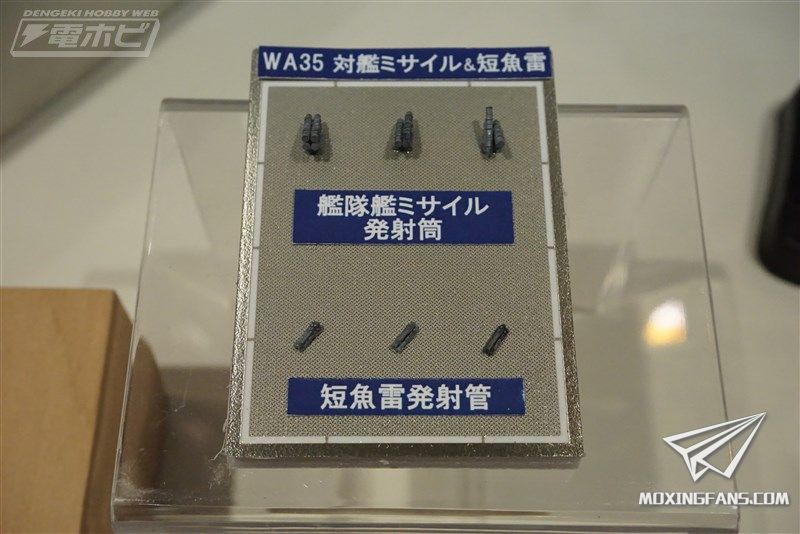 DENGEKI HOBBY WEB
電ホビ
WA35 対艦ミサイル&短魚雷
艦隊艦ミサイル
発射筒
短魚雷発射管
MOXINGFANS.COM